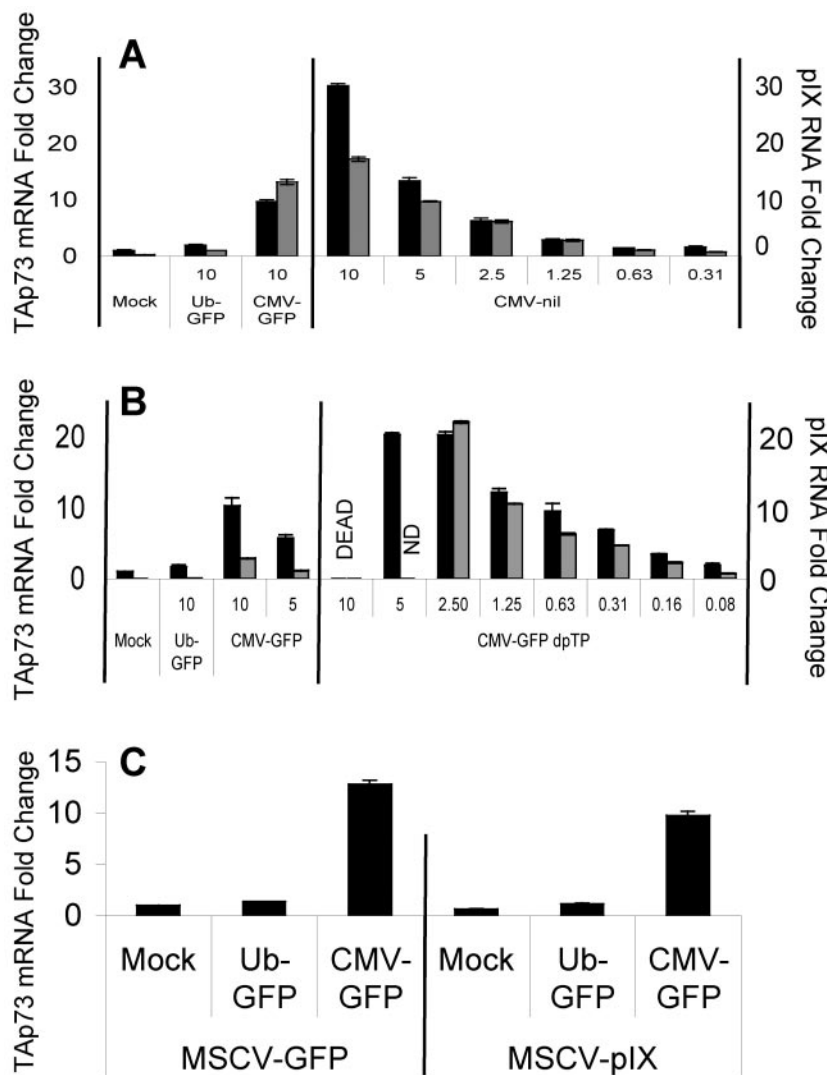 A
TAp73 mRNA Fold Change
30
20
10
0
pIX RNA Fold Change
30
20
10
0
10 10 10 5 2.5 1.25 0.63 0.31
Mock Ub-GFP CMV-GFP CMV-nil
B
TAp73 mRNA Fold Change
20
10
0
pIX RNA Fold Change
20
10
0
DEAD
ND
10 10 5 10 5 2.50 1.25 0.63 0.31 0.16 0.08
Mock Ub-GFP CMV-GFP CMV-GFP dpTP
C
TAp73 mRNA Fold Change
15
10
5
0
Mock Ub-GFP CMV-GFP Mock Ub-GFP CMV-GFP
MSCV-GFP MSCV-pIX